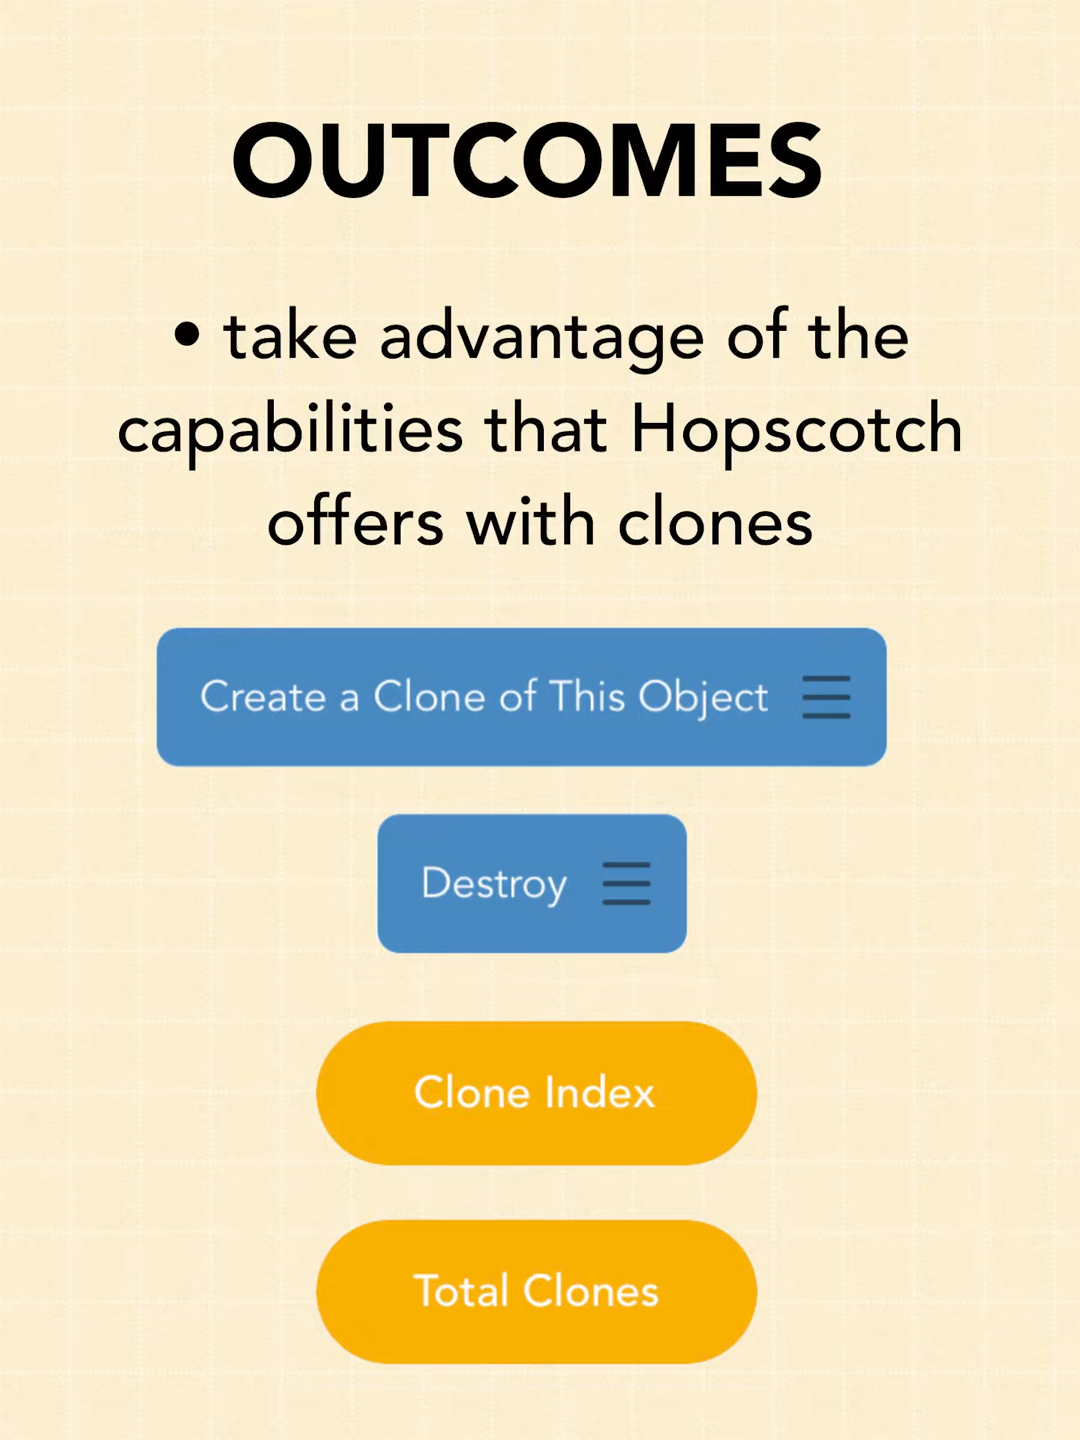 OUTCOMES
• take advantage of the
capabilities that Hopscotch
offers with clones
Create a Clone of This Object
Destroy
Clone Index
Total Clones